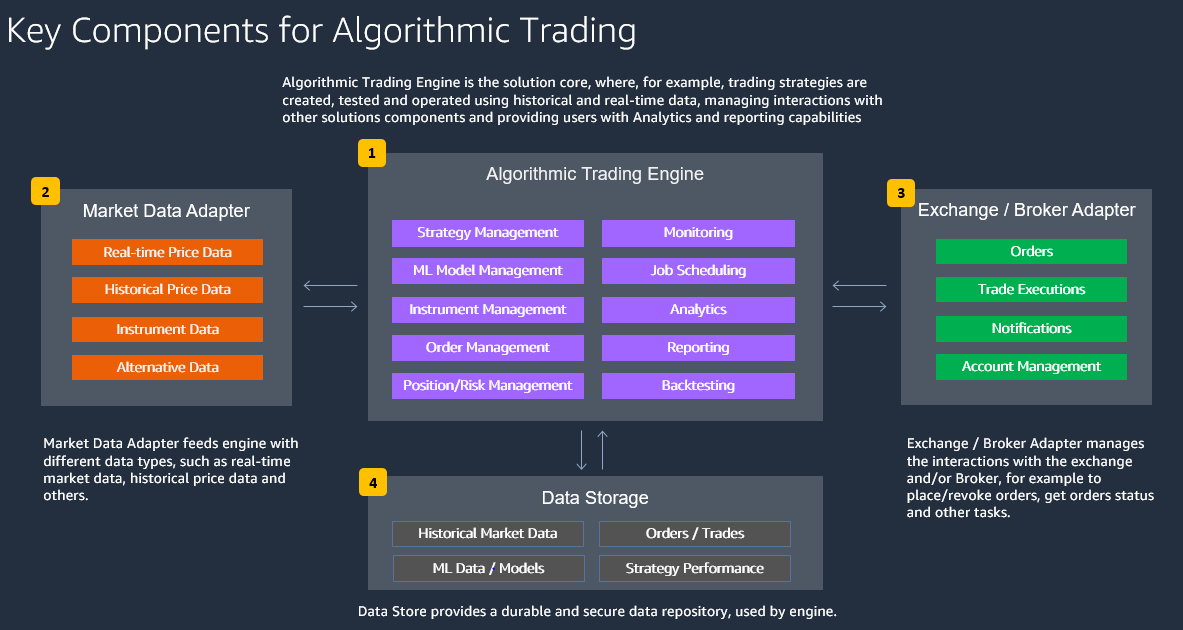 Key Components for Algorithmic Trading
Algorithmic Trading Engine is the solution core, where, for example, trading strategies are
created, tested and operated using historical and real-time data, managing interactions with
other solutions components and providing users with Analytics and reporting capabilities
1
Algorithmic Trading Engine
Strategy Management
Monitoring
ML Model Management
Job Scheduling
Instrument Management
Analytics
Order Management
Reporting
Position/Risk Management
Backtesting
2
Market Data Adapter
Real-time Price Data
Historical Price Data
Instrument Data
Alternative Data
Market Data Adapter feeds engine with
different data types, such as real-time
market data, historical price data and
others.
3
Exchange / Broker Adapter
Orders
Trade Executions
Notifications
Account Management
Exchange / Broker Adapter manages
the interactions with the exchange
and/or Broker, for example to
place/revoke orders, get orders status
and other tasks.
4
Data Storage
Historical Market Data
Orders / Trades
ML Data / Models
Strategy Performance
Data Store provides a durable and secure data repository, used by engine.